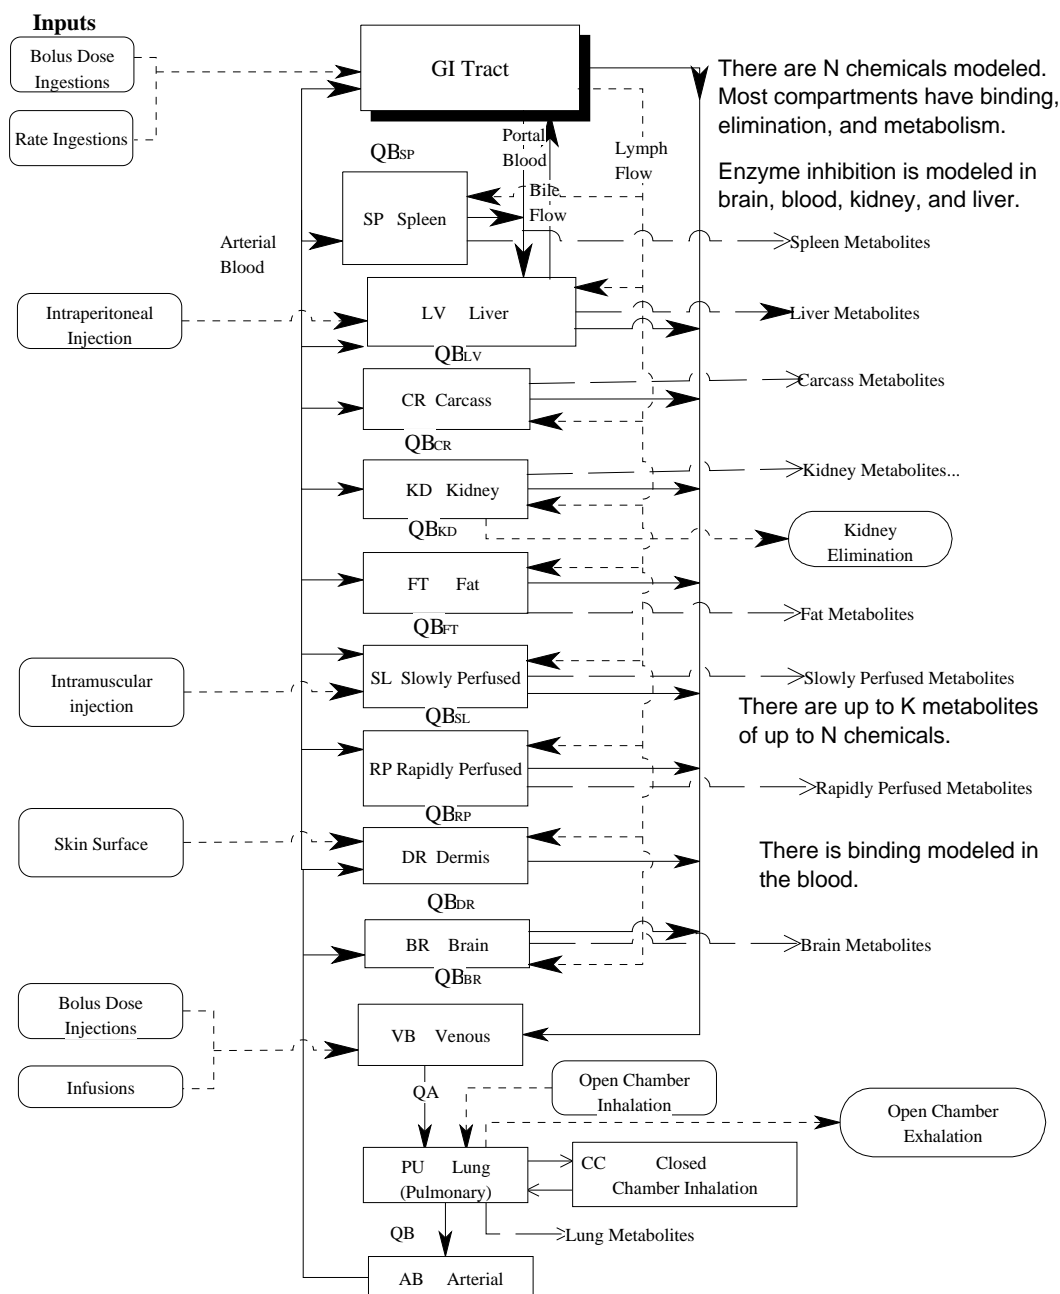 Inputs
Bolus Dose
Ingestions
Rate Ingestions
GI Tract
There are N chemicals modeled.
Most compartments have binding,
elimination, and metabolism.
Enzyme inhibition is modeled in
brain, blood, kidney, and liver.
Portal
Blood
Lymph
Flow
QBSP
Bile
Flow
SP Spleen
Arterial
Blood
Spleen Metabolites
Intraperitoneal
Injection
LV Liver
Liver Metabolites
QBLV
CR Carcass
Carcass Metabolites
QBCR
KD Kidney
Kidney Metabolites...
QBKD
Kidney
Elimination
FT Fat
Fat Metabolites
QBFT
Intramuscular
injection
SL Slowly Perfused
Slowly Perfused Metabolites
QBSL
There are up to K metabolites
of up to N chemicals.
RP Rapidly Perfused
Rapidly Perfused Metabolites
QBRP
Skin Surface
DR Dermis
There is binding modeled in
the blood.
QBDR
BR Brain
Brain Metabolites
QBBR
Bolus Dose
Injections
Infusions
VB Venous
QA
Open Chamber
Inhalation
Open Chamber
Exhalation
PU Lung
(Pulmonary)
CC Closed
Chamber Inhalation
QB
Lung Metabolites
AB Arterial